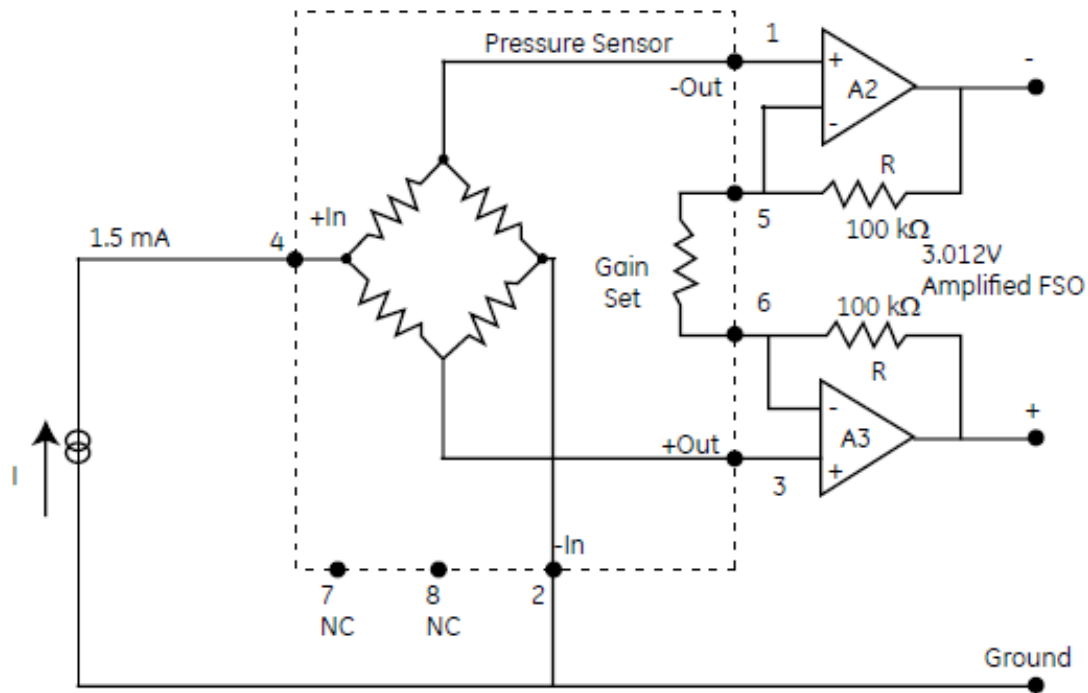 Pressure Sensor
1
-Out
+
A2
-
-
R
100 kΩ
5
+In
1.5 mA
4
Gain
Set
3.012V
Amplified FSO
6
100 kΩ
R
-
A3
+
+
+Out
3
I
-In
7
NC
8
NC
2
Ground